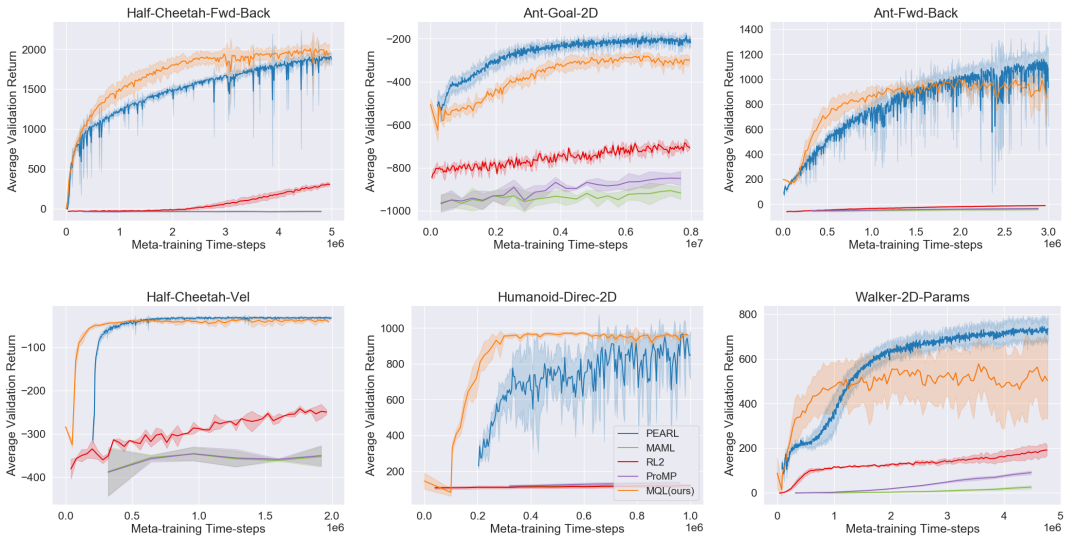 Half-Cheetah-Fwd-Back
Average Validation Return
2000
1500
1000
500
0
0 1 2 3 4 5
Meta-training Time-steps
1e6
Ant-Goal-2D
Average Validation Return
−200
−400
−600
−800
−1000
0.0 0.2 0.4 0.6 0.8
Meta-training Time-steps
1e7
Ant-Fwd-Back
Average Validation Return
1400
1200
1000
800
600
400
200
0
0.0 0.5 1.0 1.5 2.0 2.5 3.0
Meta-training Time-steps
1e6
Half-Cheetah-Vel
Average Validation Return
−100
−200
−300
−400
0.0 0.5 1.0 1.5 2.0
Meta-training Time-steps
1e6
Humanoid-Direc-2D
Average Validation Return
1000
800
600
400
200
PEARL
MAML
RL2
ProMP
MQL(ours)
0.0 0.2 0.4 0.6 0.8 1.0
Meta-training Time-steps
1e6
Walker-2D-Params
Average Validation Return
800
600
400
200
0
0 1 2 3 4 5
Meta-training Time-steps
1e6